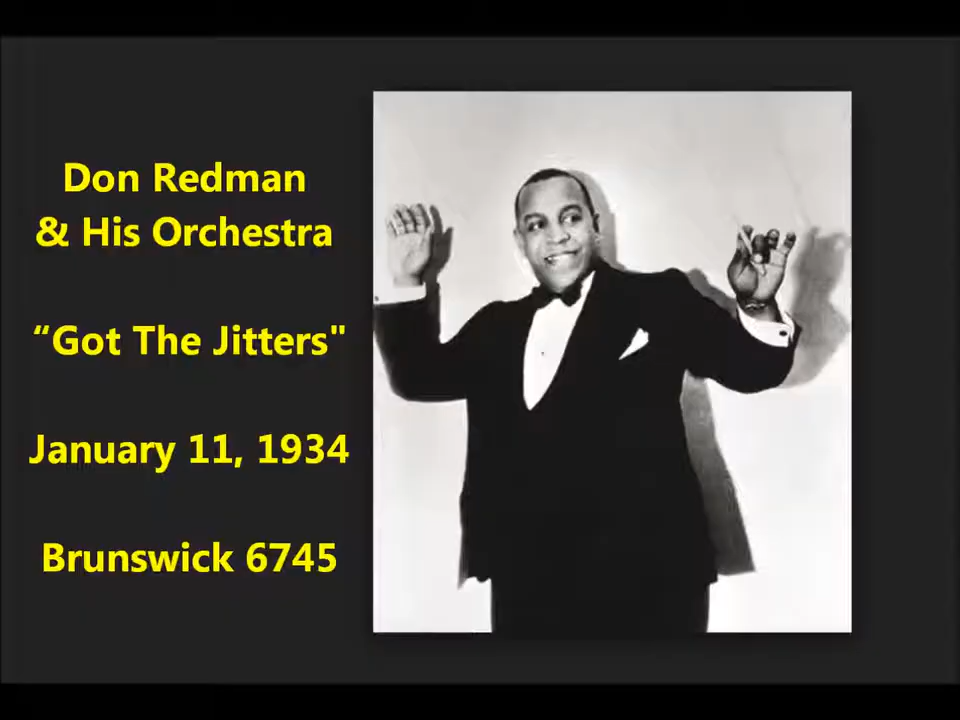 Don Redman
& His Orchestra
“Got The Jitters"
January 11, 1934
Brunswick 6745